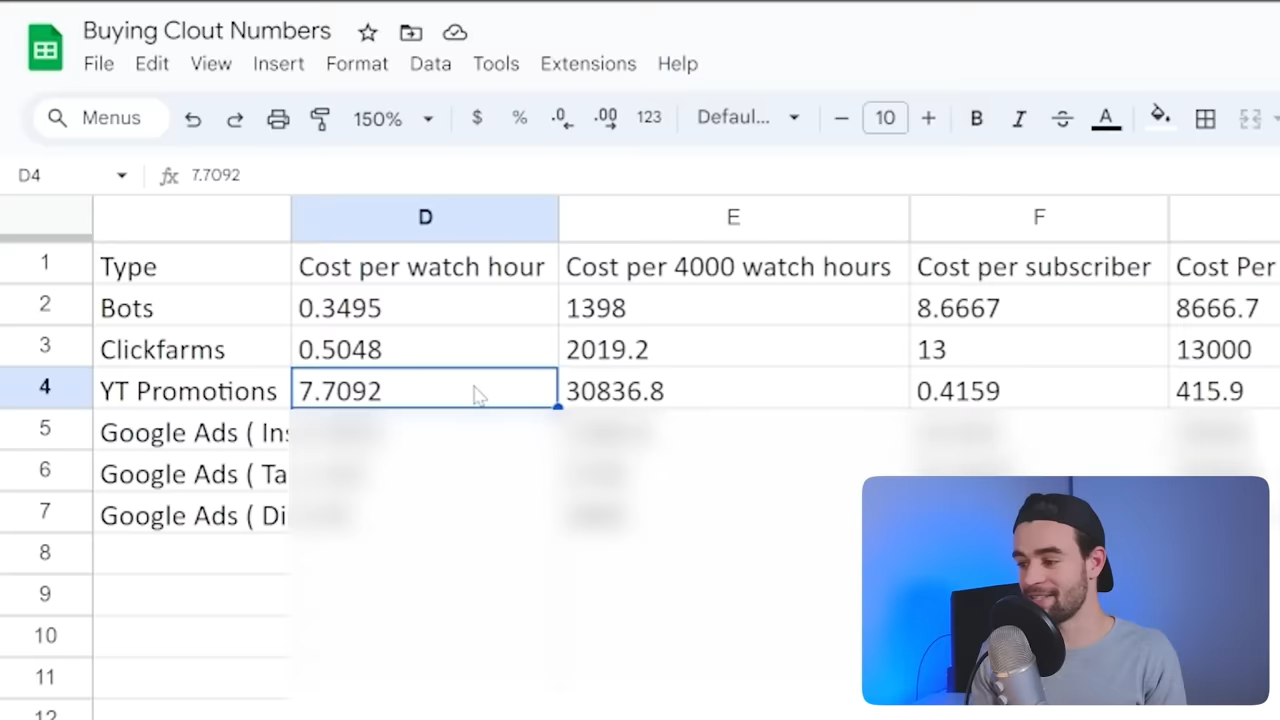 Buying Clout Numbers
File Edit View Insert Format Data Tools Extensions Help
Menus 150% $ % .0 .00 123 Defaul... − 10 + B I A
D4 fx 7.7092
D E F
1 Type Cost per watch hour Cost per 4000 watch hours Cost per subscriber Cost Per
2 Bots 0.3495 1398 8.6667 8666.7
3 Clickfarms 0.5048 2019.2 13 13000
4 YT Promotions 7.7092 30836.8 0.4159 415.9
5 Google Ads ( Ins
6 Google Ads ( Ta
7 Google Ads ( Di
8
9
10
11
12